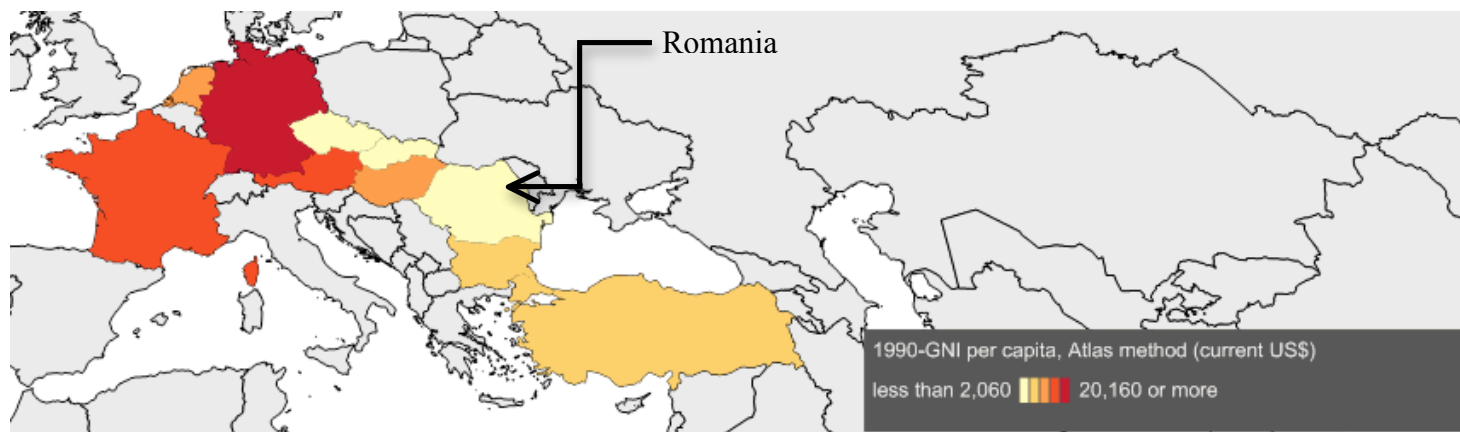 Romania
1990-GNI per capita, Atlas method (current US$)
less than 2,060 20,160 or more